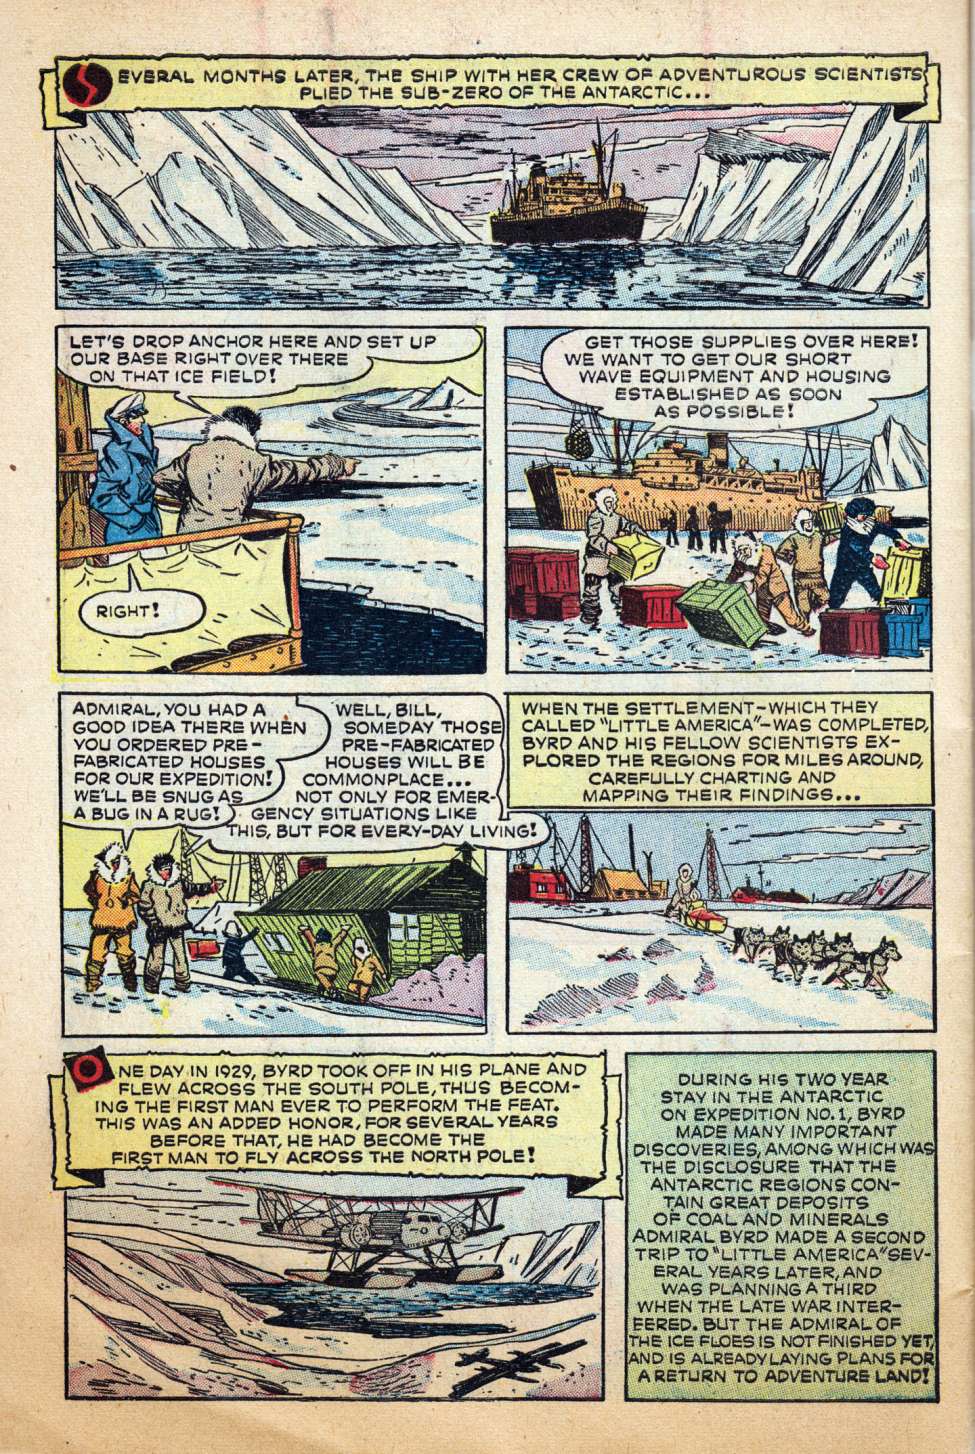 SEVERAL MONTHS LATER, THE SHIP WITH HER CREW OF ADVENTUROUS SCIENTISTS
PLIED THE SUB-ZERO OF THE ANTARCTIC...
LET'S DROP ANCHOR HERE AND SET UP
OUR BASE RIGHT OVER THERE
ON THAT ICE FIELD!
RIGHT!
GET THOSE SUPPLIES OVER HERE!
WE WANT TO GET OUR SHORT
WAVE EQUIPMENT AND HOUSING
ESTABLISHED AS SOON
AS POSSIBLE!
ADMIRAL, YOU HAD A
GOOD IDEA THERE WHEN
YOU ORDERED PRE-
FABRICATED HOUSES
FOR OUR EXPEDITION!
WE'LL BE SNUG AS
A BUG IN A RUG!
WELL, BILL,
SOMEDAY THOSE
PRE-FABRICATED
HOUSES WILL BE
COMMONPLACE...
NOT ONLY FOR EMER-
GENCY SITUATIONS LIKE
THIS, BUT FOR EVERY-DAY LIVING!
WHEN THE SETTLEMENT-WHICH THEY
CALLED "LITTLE AMERICA"-WAS COMPLETED,
BYRD AND HIS FELLOW SCIENTISTS EX-
PLORED THE REGIONS FOR MILES AROUND,
CAREFULLY CHARTING AND
MAPPING THEIR FINDINGS...
ONE DAY IN 1929, BYRD TOOK OFF IN HIS PLANE AND
FLEW ACROSS THE SOUTH POLE, THUS BECOM-
ING THE FIRST MAN EVER TO PERFORM THE FEAT.
THIS WAS AN ADDED HONOR, FOR SEVERAL YEARS
BEFORE THAT, HE HAD BECOME THE
FIRST MAN TO FLY ACROSS THE NORTH POLE!
DURING HIS TWO YEAR
STAY IN THE ANTARCTIC
ON EXPEDITION NO.1, BYRD
MADE MANY IMPORTANT
DISCOVERIES, AMONG WHICH WAS
THE DISCLOSURE THAT THE
ANTARCTIC REGIONS CON-
TAIN GREAT DEPOSITS
OF COAL AND MINERALS
ADMIRAL BYRD MADE A SECOND
TRIP TO "LITTLE AMERICA" SEV-
ERAL YEARS LATER, AND
WAS PLANNING A THIRD
WHEN THE LATE WAR INTER-
FERED. BUT THE ADMIRAL OF
THE ICE FLOES IS NOT FINISHED YET,
AND IS ALREADY LAYING PLANS FOR
A RETURN TO ADVENTURE LAND!